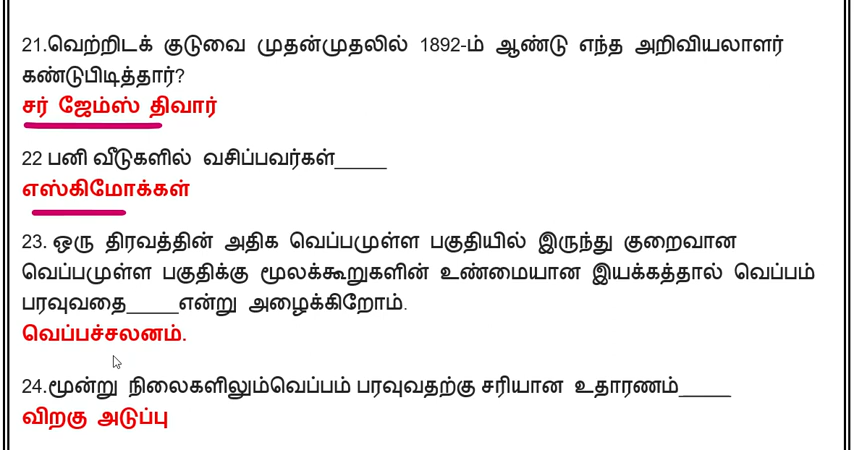 21.வெற்றிடக் குடுவை முதன்முதலில் 1892-ம் ஆண்டு எந்த அறிவியலாளர்
கண்டுபிடித்தார்?
சர் ஜேம்ஸ் திவார்
22 பனி வீடுகளில் வசிப்பவர்கள்_____
எஸ்கிமோக்கள்
23. ஒரு திரவத்தின் அதிக வெப்பமுள்ள பகுதியில் இருந்து குறைவான
வெப்பமுள்ள பகுதிக்கு மூலக்கூறுகளின் உண்மையான இயக்கத்தால் வெப்பம்
பரவுவதை_____என்று அழைக்கிறோம்.
வெப்பச்சலனம்.
24.மூன்று நிலைகளிலும்வெப்பம் பரவுவதற்கு சரியான உதாரணம்_____
விறகு அடுப்பு